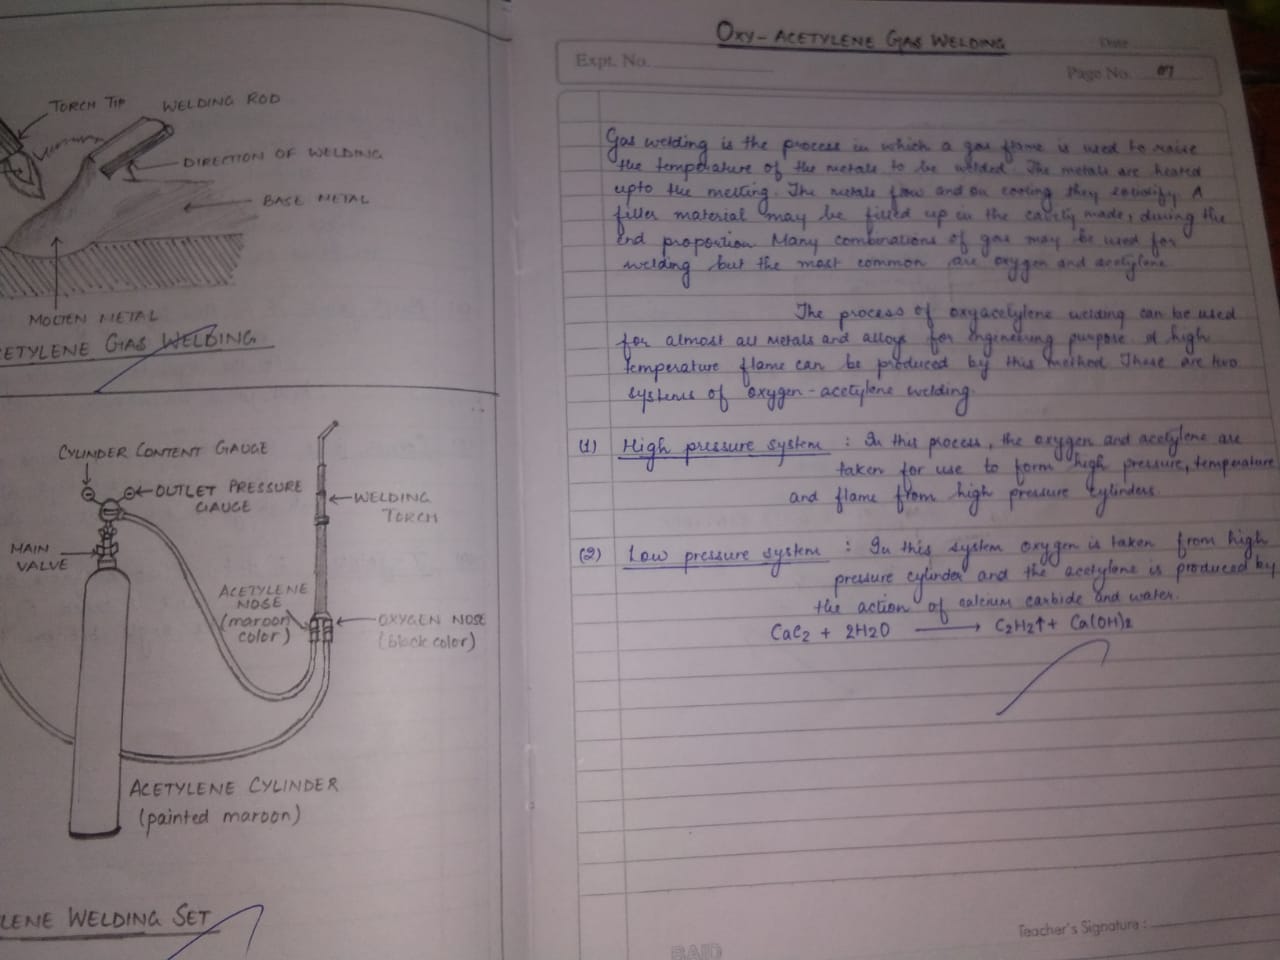 TORCH TIP
WELDING ROD
DIRECTION OF WELDING
BASE METAL
MOLTEN METAL
ETYLENE GAS WELDING
CYLINDER CONTENT GAUGE
OUTLET PRESSURE
GAUGE
WELDING
TORCH
MAIN
VALVE
ACETYLENE
NOSE
(maroon
color)
OXYGEN NOSE
(black color)
ACETYLENE CYLINDER
(painted maroon)
LENE WELDING SET
OXY-ACETYLENE GAS WELDING
Date
Expt. No.
Page No. 07
Gas welding is the process in which a gas flame is used to raise
the temperature of the metals to be welded. The metals are heated
upto the melting. The metals flow and on cooling they solidify. A
filler material may be filled up in the cavity made, during the
end proportion. Many combinations of gas may be used for
welding but the most common are oxygen and acetylene
The process of oxyacetylene welding can be used
for almost all metals and alloys for engineering purpose. A high
temperature flame can be produced by this method. There are two
systems of oxygen-acetylene welding.
(1) High pressure system : In this process, the oxygen and acetylene are
taken for use to form high pressure, temperature
and flame from high pressure cylinders.
(2) Low pressure system : In this system oxygen is taken from high
pressure cylinder and the acetylene is produced by
the action of calcium carbide and water.
CaC2 + 2H2O ⟶ C2H2↑ + Ca(OH)2
Teacher's Signature :